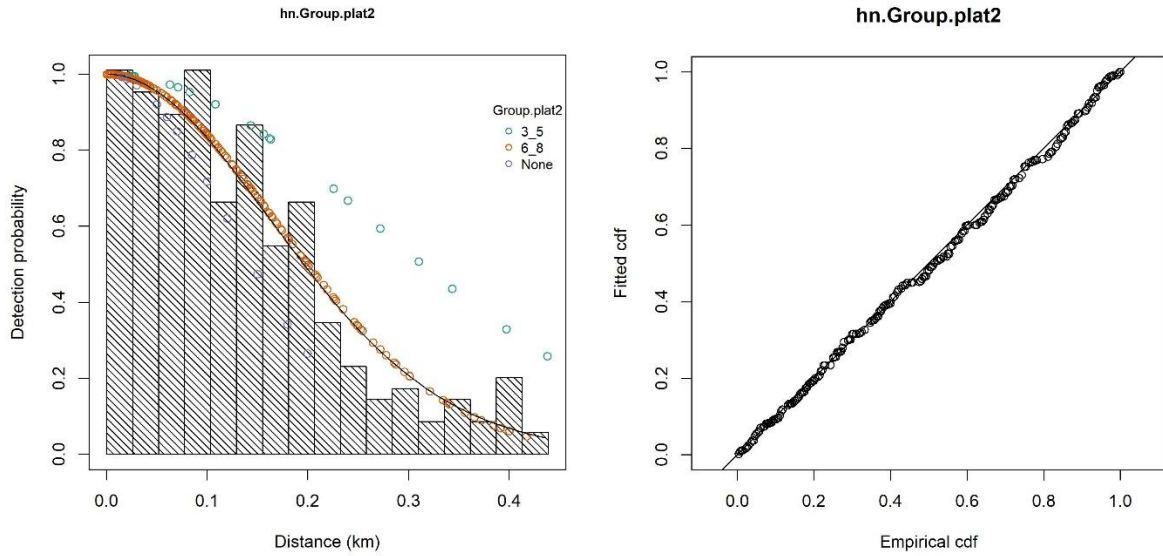 hn.Group.plat2
Detection probability
0.0
0.2
0.4
0.6
0.8
1.0
Group.plat2
3_5
6_8
None
0.0 0.1 0.2 0.3 0.4
Distance (km)
hn.Group.plat2
Fitted cdf
0.0
0.2
0.4
0.6
0.8
1.0
0.0 0.2 0.4 0.6 0.8 1.0
Empirical cdf